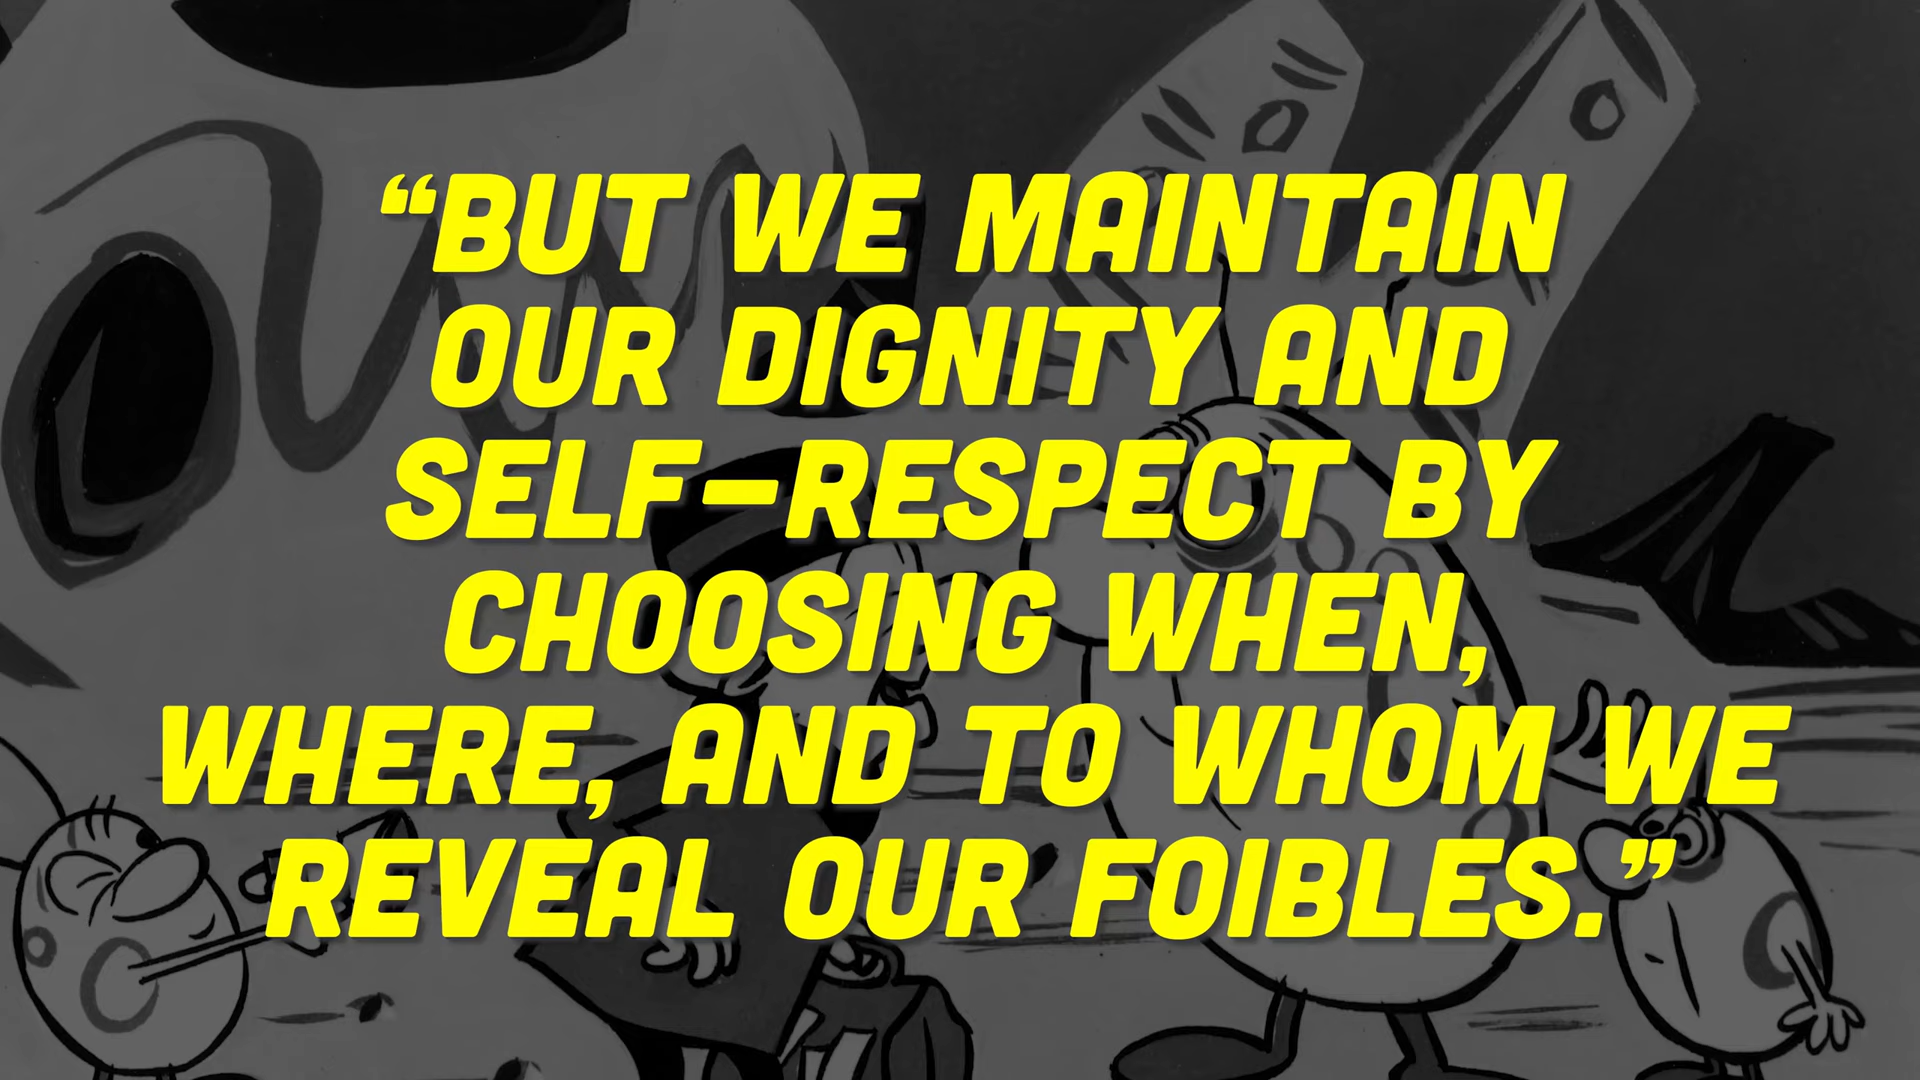 “BUT WE MAINTAIN
OUR DIGNITY AND
SELF-RESPECT BY
CHOOSING WHEN,
WHERE, AND TO WHOM WE
REVEAL OUR FOIBLES.”